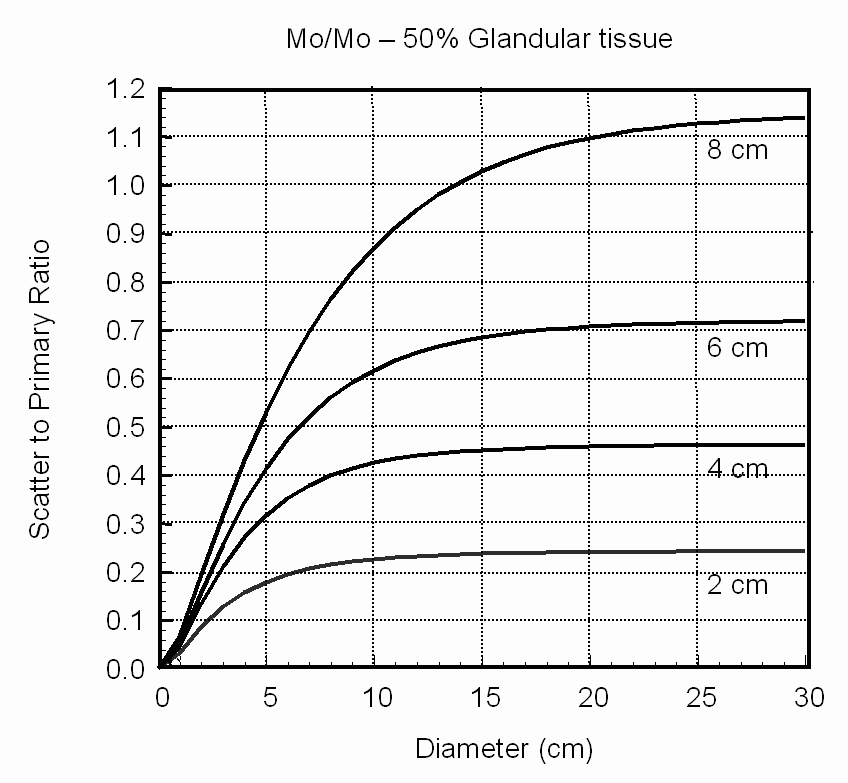 Mo/Mo – 50% Glandular tissue
1.2
1.1
1.0
0.9
0.8
0.7
0.6
0.5
0.4
0.3
0.2
0.1
0.0
Scatter to Primary Ratio
8 cm
6 cm
4 cm
2 cm
0 5 10 15 20 25 30
Diameter (cm)